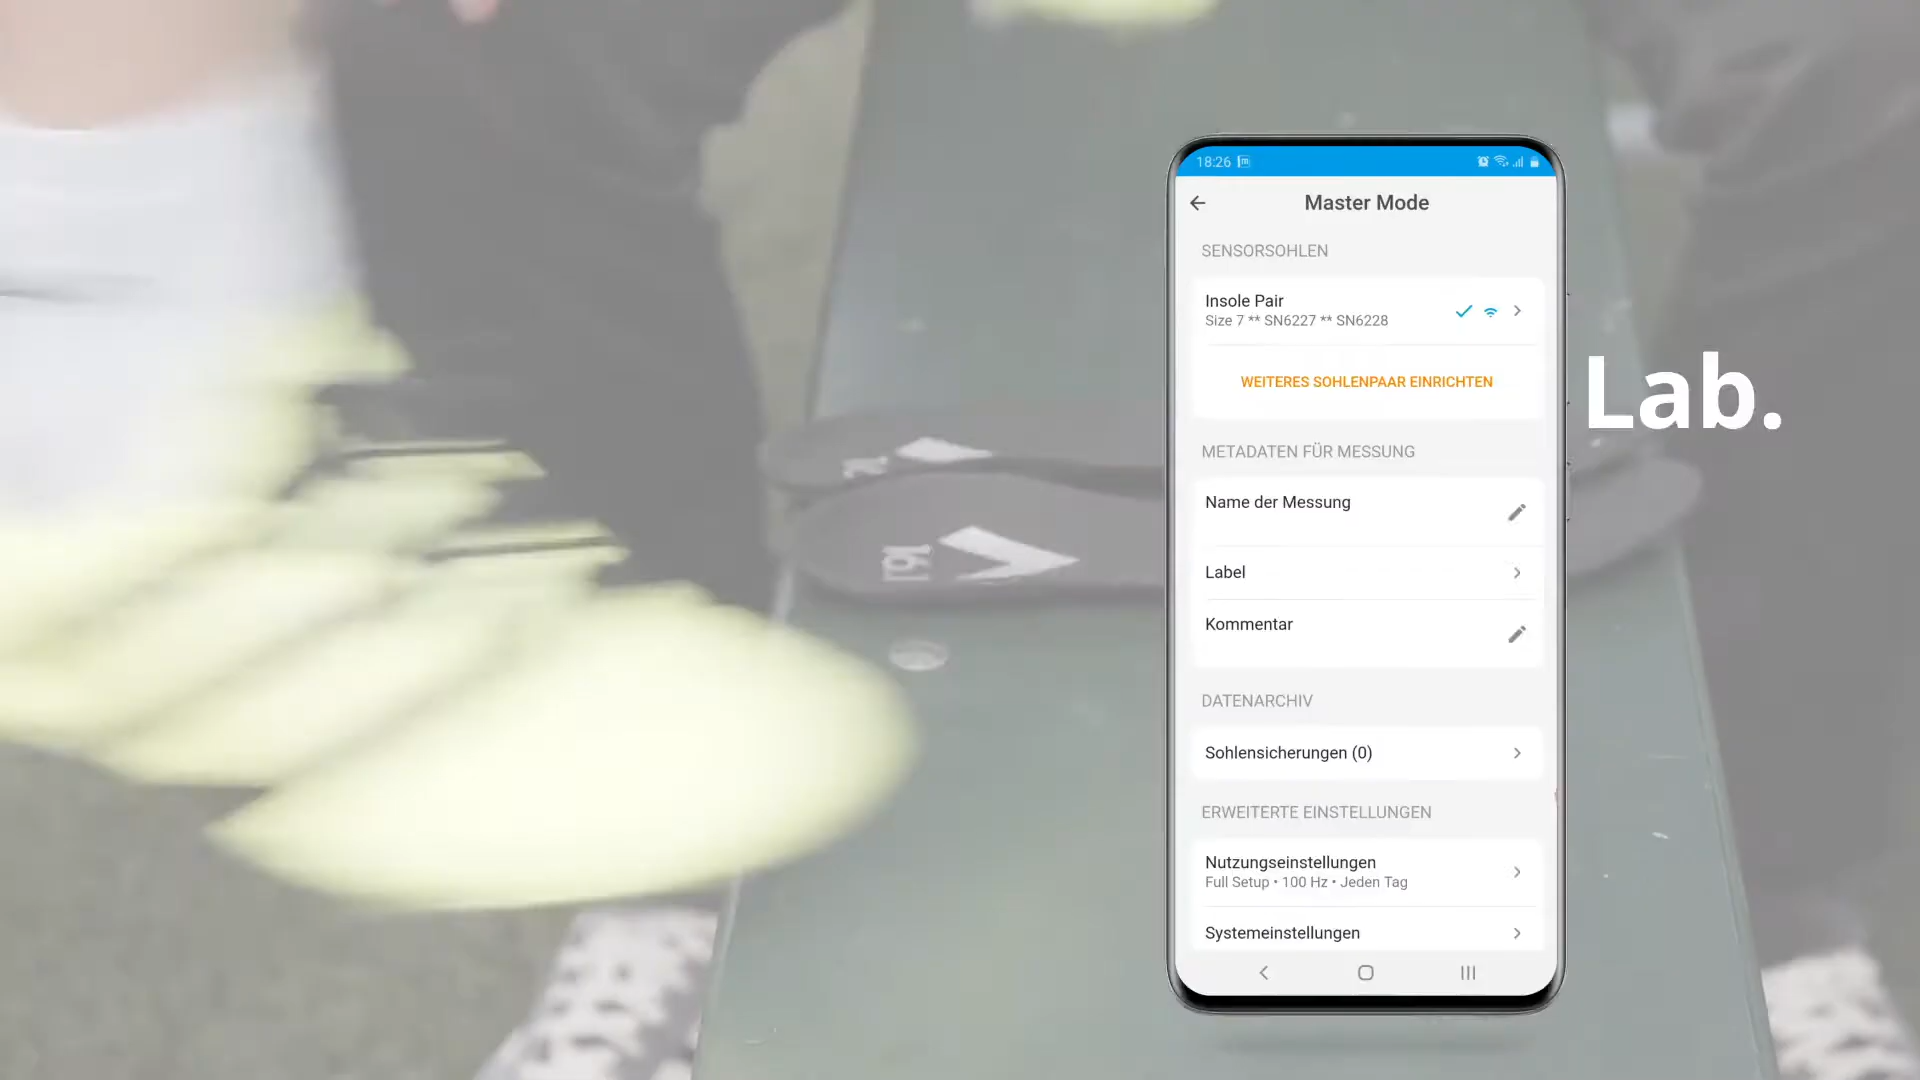 18:26
Master Mode
SENSORSOHLEN
Insole Pair
Size 7 ** SN6227 ** SN6228
WEITERES SOHLENPAAR EINRICHTEN
METADATEN FÜR MESSUNG
Name der Messung
Label
Kommentar
DATENARCHIV
Sohlensicherungen (0)
ERWEITERTE EINSTELLUNGEN
Nutzungseinstellungen
Full Setup • 100 Hz • Jeden Tag
Systemeinstellungen
Lab.